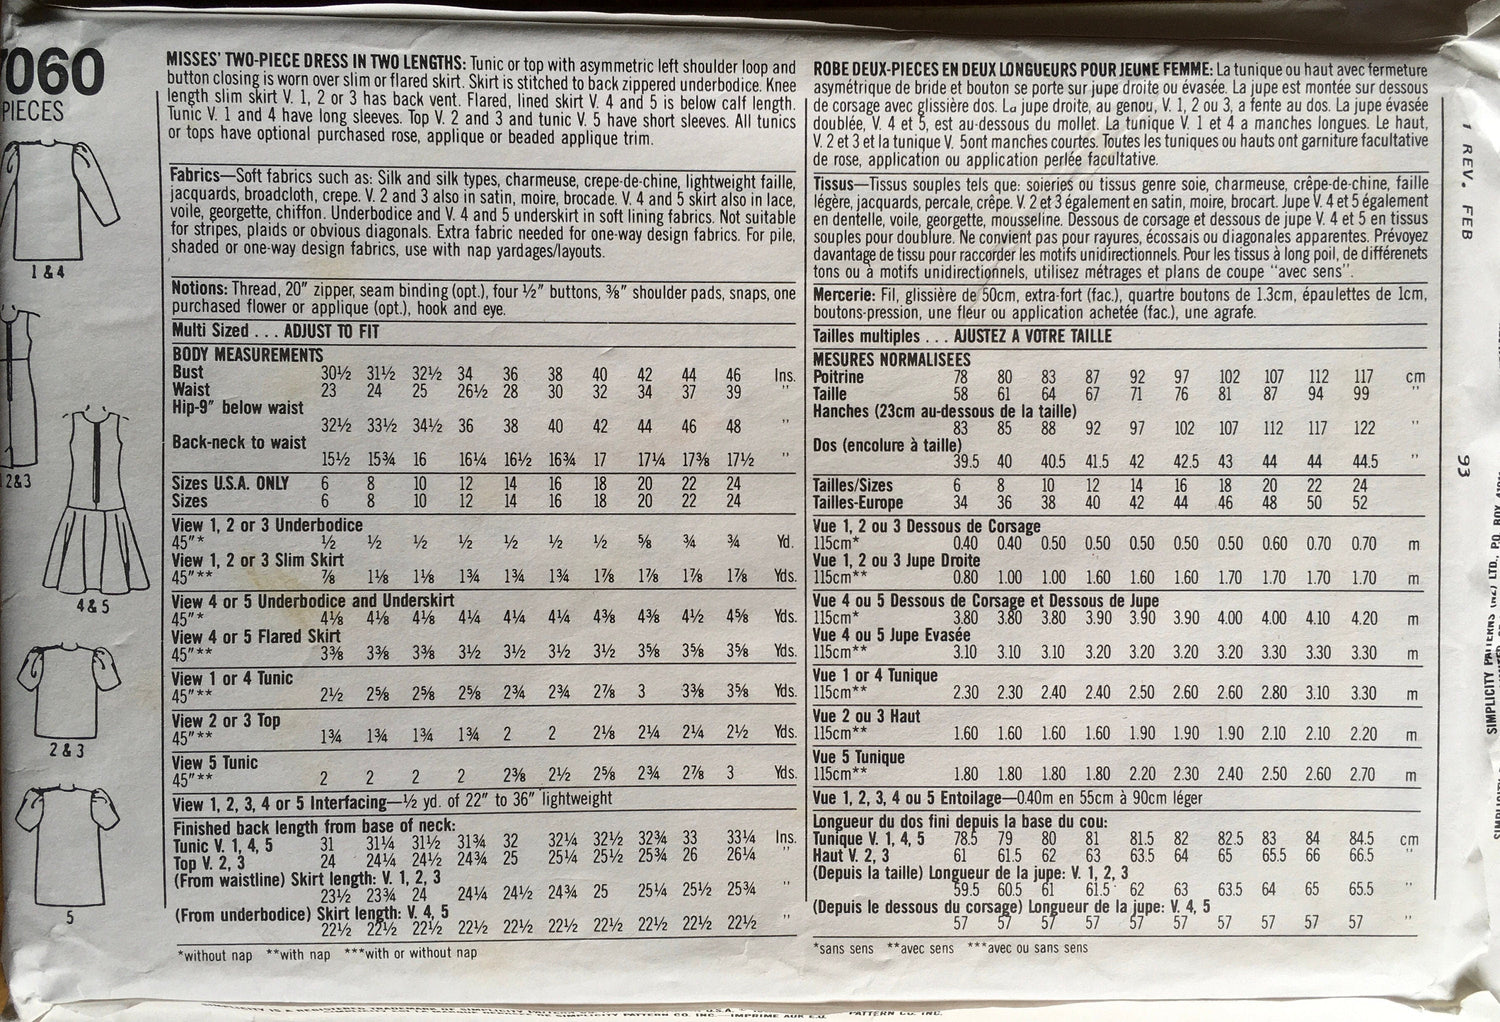 7060
PIECES
1 & 4
2&3
4 & 5
2 & 3
5
MISSES' TWO-PIECE DRESS IN TWO LENGTHS: Tunic or top with asymmetric left shoulder loop and
button closing is worn over slim or flared skirt. Skirt is stitched to back zippered underbodice. Knee
length slim skirt V. 1, 2 or 3 has back vent. Flared, lined skirt V. 4 and 5 is below calf length.
Tunic V. 1 and 4 have long sleeves. Top V. 2 and 3 and tunic V. 5 have short sleeves. All tunics
or tops have optional purchased rose, applique or beaded applique trim.
Fabrics—Soft fabrics such as: Silk and silk types, charmeuse, crepe-de-chine, lightweight faille,
jacquards, broadcloth, crepe. V. 2 and 3 also in satin, moire, brocade. V. 4 and 5 skirt also in lace,
voile, georgette, chiffon. Underbodice and V. 4 and 5 underskirt in soft lining fabrics. Not suitable
for stripes, plaids or obvious diagonals. Extra fabric needed for one-way design fabrics. For pile,
shaded or one-way design fabrics, use with nap yardages/layouts.
Notions: Thread, 20" zipper, seam binding (opt.), four ½" buttons, ⅜" shoulder pads, snaps, one
purchased flower or applique (opt.), hook and eye.
Multi Sized . . . ADJUST TO FIT
BODY MEASUREMENTS
Bust 30½ 31½ 32½ 34 36 38 40 42 44 46 Ins.
Waist 23 24 25 26½ 28 30 32 34 37 39 "
Hip-9" below waist
32½ 33½ 34½ 36 38 40 42 44 46 48 "
Back-neck to waist
15½ 15¾ 16 16¼ 16½ 16¾ 17 17¼ 17⅜ 17½ "
Sizes U.S.A. ONLY 6 8 10 12 14 16 18 20 22 24
Sizes 6 8 10 12 14 16 18 20 22 24
View 1, 2 or 3 Underbodice
45"* ½ ½ ½ ½ ½ ½ ½ ⅝ ¾ ¾ Yd.
View 1, 2 or 3 Slim Skirt
45"** ⅞ 1⅛ 1⅛ 1¾ 1¾ 1¾ 1⅞ 1⅞ 1⅞ 1⅞ Yds.
View 4 or 5 Underbodice and Underskirt
45"* 4⅛ 4⅛ 4⅛ 4¼ 4¼ 4¼ 4⅜ 4⅜ 4½ 4⅝ Yds.
View 4 or 5 Flared Skirt
45"** 3⅜ 3⅜ 3⅜ 3½ 3½ 3½ 3½ 3⅝ 3⅝ 3⅝ Yds.
View 1 or 4 Tunic
45"** 2½ 2⅝ 2⅝ 2⅝ 2¾ 2¾ 2⅞ 3 3⅜ 3⅝ Yds.
View 2 or 3 Top
45"** 1¾ 1¾ 1¾ 1¾ 2 2 2⅛ 2¼ 2¼ 2½ Yds.
View 5 Tunic
45"** 2 2 2 2 2⅜ 2½ 2⅝ 2¾ 2⅞ 3 Yds.
View 1, 2, 3, 4 or 5 Interfacing—½ yd. of 22" to 36" lightweight
Finished back length from base of neck:
Tunic V. 1, 4, 5 31 31¼ 31½ 31¾ 32 32¼ 32½ 32¾ 33 33¼ Ins.
Top V. 2, 3 24 24¼ 24½ 24¾ 25 25¼ 25½ 25¾ 26 26¼ "
(From waistline) Skirt length: V. 1, 2, 3
23½ 23¾ 24 24¼ 24½ 24¾ 25 25¼ 25½ 25¾ "
(From underbodice) Skirt length: V. 4, 5
22½ 22½ 22½ 22½ 22½ 22½ 22½ 22½ 22½ 22½ "
*without nap **with nap ***with or without nap
ROBE DEUX-PIECES EN DEUX LONGUEURS POUR JEUNE FEMME: La tunique ou haut avec fermeture
asymétrique de bride et bouton se porte sur jupe droite ou évasée. La jupe est montée sur dessous
de corsage avec glissière dos. La jupe droite, au genou, V. 1, 2 ou 3, a fente au dos. La jupe évasée
doublée, V. 4 et 5, est au-dessous du mollet. La tunique V. 1 et 4 a manches longues. Le haut,
V. 2 et 3 et la tunique V. 5ont manches courtes. Toutes les tuniques ou hauts ont garniture facultative
de rose, application ou application perlée facultative.
Tissus—Tissus souples tels que: soieries ou tissus genre soie, charmeuse, crêpe-de-chine, faille
légère, jacquards, percale, crêpe. V. 2 et 3 également en satin, moire, brocart. Jupe V. 4 et 5 également
en dentelle, voile, georgette, mousseline. Dessous de corsage et dessous de jupe V. 4 et 5 en tissus
souples pour doublure. Ne convient pas pour rayures, écossais ou diagonales apparentes. Prévoyez
davantage de tissu pour raccorder les motifs unidirectionnels. Pour les tissus à long poil, de différenets
tons ou à motifs unidirectionnels, utilisez métrages et plans de coupe "avec sens".
Mercerie: Fil, glissière de 50cm, extra-fort (fac.), quartre boutons de 1.3cm, épaulettes de 1cm,
boutons-pression, une fleur ou application achetée (fac.), une agrafe.
Tailles multiples . . . AJUSTEZ A VOTRE TAILLE
MESURES NORMALISEES
Poitrine 78 80 83 87 92 97 102 107 112 117 cm
Taille 58 61 64 67 71 76 81 87 94 99 "
Hanches (23cm au-dessous de la taille)
83 85 88 92 97 102 107 112 117 122 "
Dos (encolure à taille)
39.5 40 40.5 41.5 42 42.5 43 44 44 44.5 "
Tailles/Sizes 6 8 10 12 14 16 18 20 22 24
Tailles-Europe 34 36 38 40 42 44 46 48 50 52
Vue 1, 2 ou 3 Dessous de Corsage
115cm* 0.40 0.40 0.50 0.50 0.50 0.50 0.50 0.60 0.70 0.70 m
Vue 1, 2 ou 3 Jupe Droite
115cm** 0.80 1.00 1.00 1.60 1.60 1.60 1.70 1.70 1.70 1.70 m
Vue 4 ou 5 Dessous de Corsage et Dessous de Jupe
115cm* 3.80 3.80 3.80 3.90 3.90 3.90 4.00 4.00 4.10 4.20 m
Vue 4 ou 5 Jupe Evasée
115cm** 3.10 3.10 3.10 3.20 3.20 3.20 3.20 3.30 3.30 3.30 m
Vue 1 or 4 Tunique
115cm** 2.30 2.30 2.40 2.40 2.50 2.60 2.60 2.80 3.10 3.30 m
Vue 2 ou 3 Haut
115cm** 1.60 1.60 1.60 1.60 1.90 1.90 1.90 2.10 2.10 2.20 m
Vue 5 Tunique
115cm** 1.80 1.80 1.80 1.80 2.20 2.30 2.40 2.50 2.60 2.70 m
Vue 1, 2, 3, 4 ou 5 Entoilage—0.40m en 55cm à 90cm léger
Longueur du dos fini depuis la base du cou:
Tunique V. 1, 4, 5 78.5 79 80 81 81.5 82 82.5 83 84 84.5 cm
Haut V. 2, 3 61 61.5 62 63 63.5 64 65 65.5 66 66.5 "
(Depuis la taille) Longueur de la jupe: V. 1, 2, 3
59.5 60.5 61 61.5 62 63 63.5 64 65 65.5 "
(Depuis le dessous du corsage) Longueur de la jupe: V. 4, 5
57 57 57 57 57 57 57 57 57 57 "
*sans sens **avec sens ***avec ou sans sens
1 REV. FEB 93
SIMPLICITY PATTERNS (NZ) LTD., P.O. BOX